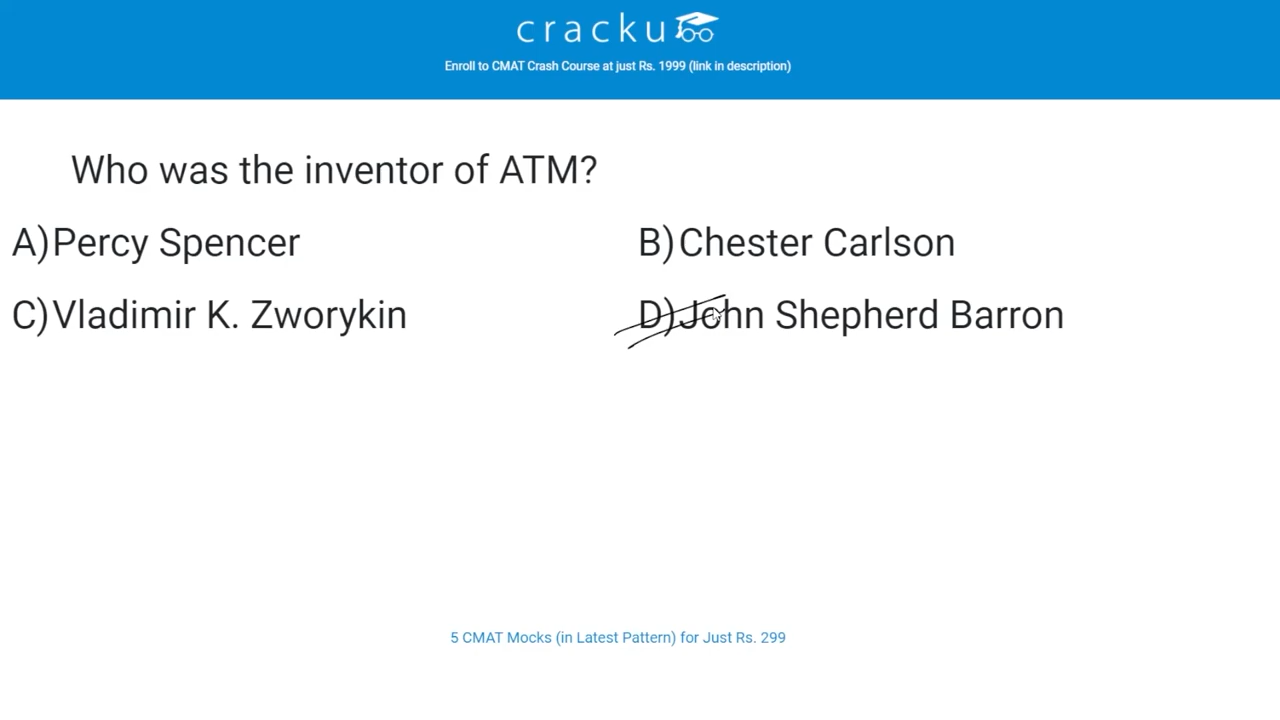 cracku
Enroll to CMAT Crash Course at just Rs. 1999 (link in description)
Who was the inventor of ATM?
A)Percy Spencer
B)Chester Carlson
C)Vladimir K. Zworykin
D)John Shepherd Barron
5 CMAT Mocks (in Latest Pattern) for Just Rs. 299